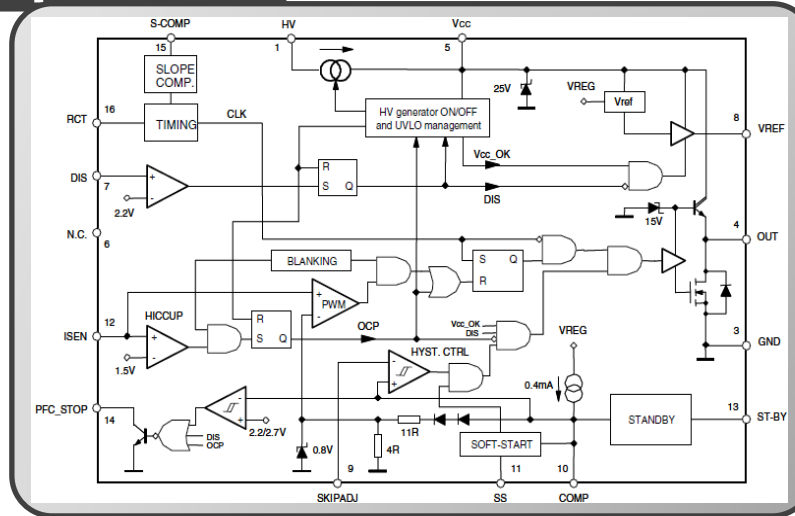 S-COMP
HV
Vcc
15
1
5
SLOPE
COMP.
25V
VREG
Vref
HV generator ON/OFF
and UVLO management
RCT
16
TIMING
CLK
8
VREF
Vcc_OK
DIS
7
+
-
2.2V
R
S
Q
DIS
15V
4
OUT
N.C.
6
BLANKING
S
Q
R
+
-
PWM
HICCUP
ISEN
12
+
-
1.5V
R
S
Q
OCP
Vcc_OK
DIS
VREG
3
GND
HYST. CTRL
-
+
0.4mA
PFC_STOP
14
-
+
2.2/2.7V
DIS
OCP
0.8V
11R
4R
STANDBY
13
ST-BY
SOFT-START
9
11
10
SKIPADJ
SS
COMP